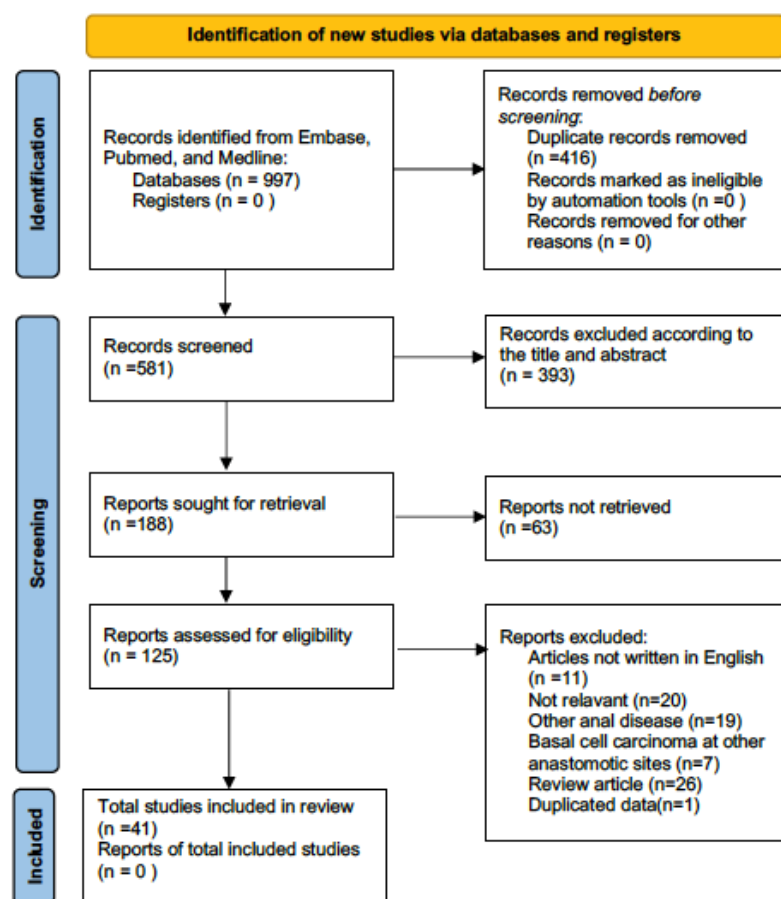 Identification of new studies via databases and registers
Identification
Records identified from Embase,
Pubmed, and Medline:
Databases (n = 997)
Registers (n = 0 )
Records removed before
screening:
Duplicate records removed
(n =416)
Records marked as ineligible
by automation tools (n =0 )
Records removed for other
reasons (n = 0)
Screening
Records screened
(n =581)
Records excluded according to
the title and abstract
(n = 393)
Reports sought for retrieval
(n =188)
Reports not retrieved
(n =63)
Reports assessed for eligibility
(n = 125)
Reports excluded:
Articles not written in English
(n =11)
Not relavant (n=20)
Other anal disease (n=19)
Basal cell carcinoma at other
anastomotic sites (n=7)
Review article (n=26)
Duplicated data(n=1)
Included
Total studies included in review
(n =41)
Reports of total included studies
(n = 0 )